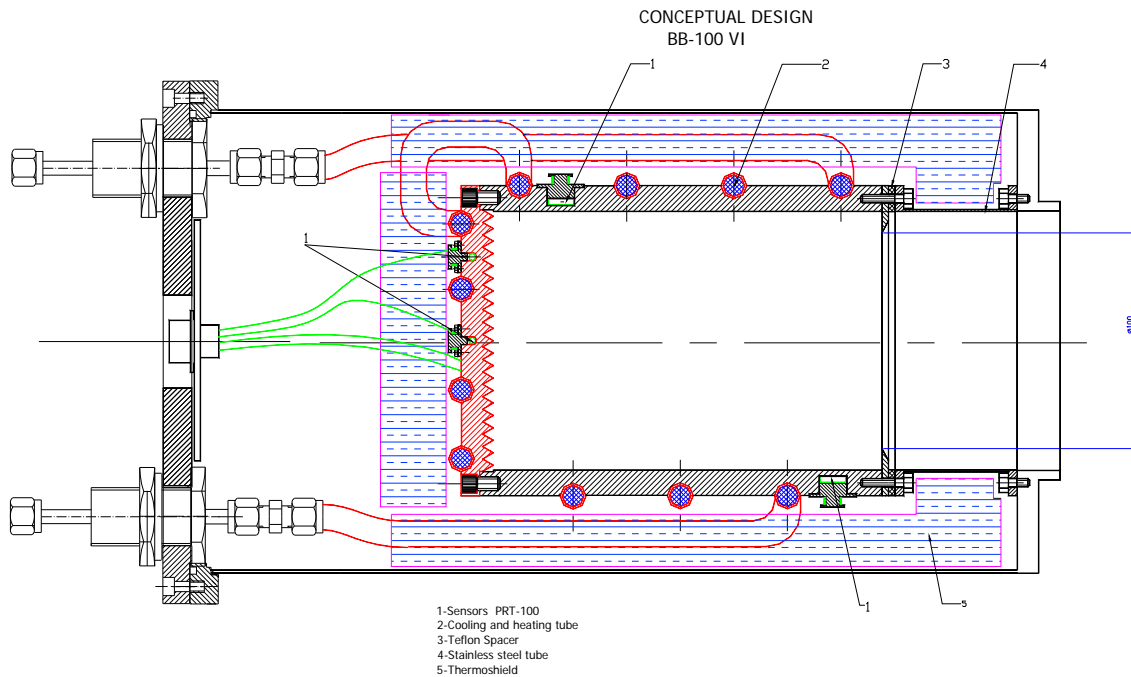 CONCEPTUAL DESIGN
BB-100 VI
1
2
3
4
1
ø100
1
5
1-Sensors PRT-100
2-Cooling and heating tube
3-Teflon Spacer
4-Stainless steel tube
5-Thermoshield